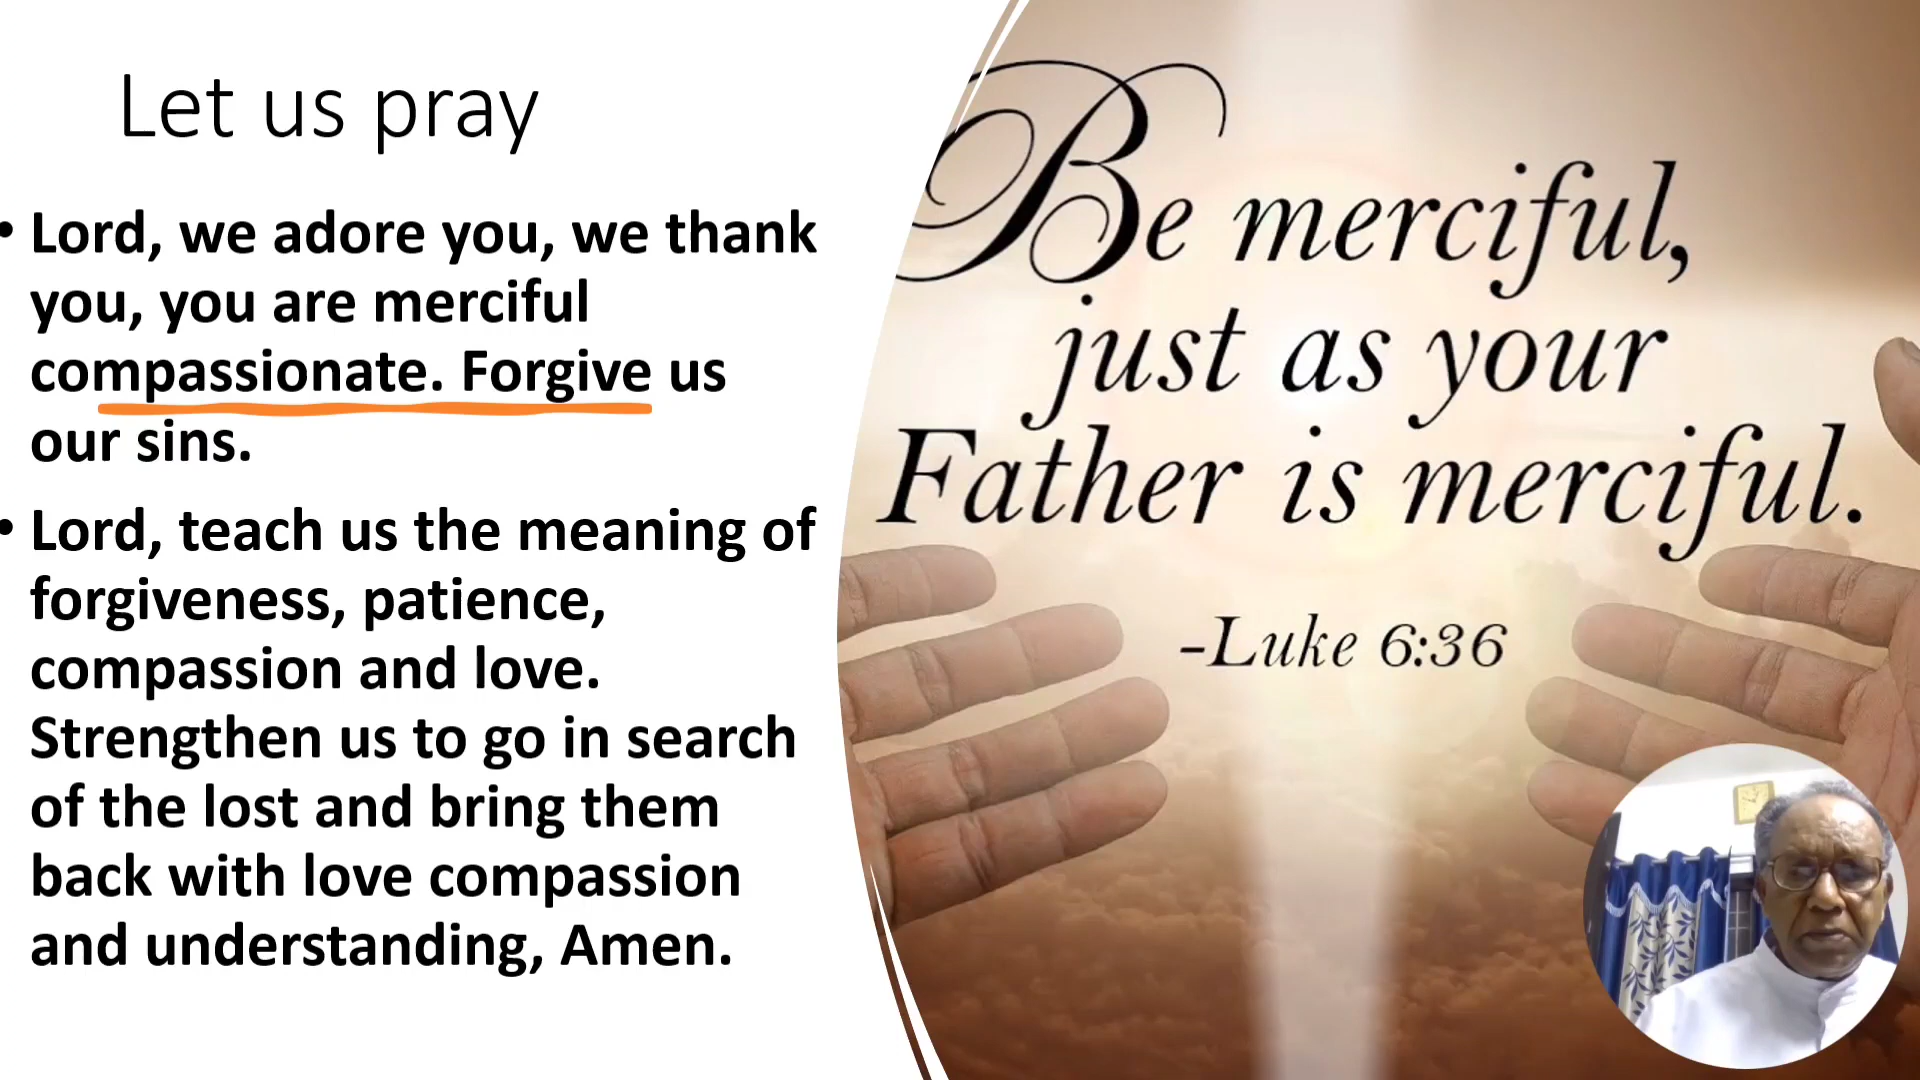 Let us pray
• Lord, we adore you, we thank
you, you are merciful
compassionate. Forgive us
our sins.
• Lord, teach us the meaning of
forgiveness, patience,
compassion and love.
Strengthen us to go in search
of the lost and bring them
back with love compassion
and understanding, Amen.
Be merciful,
just as your
Father is merciful.
-Luke 6:36